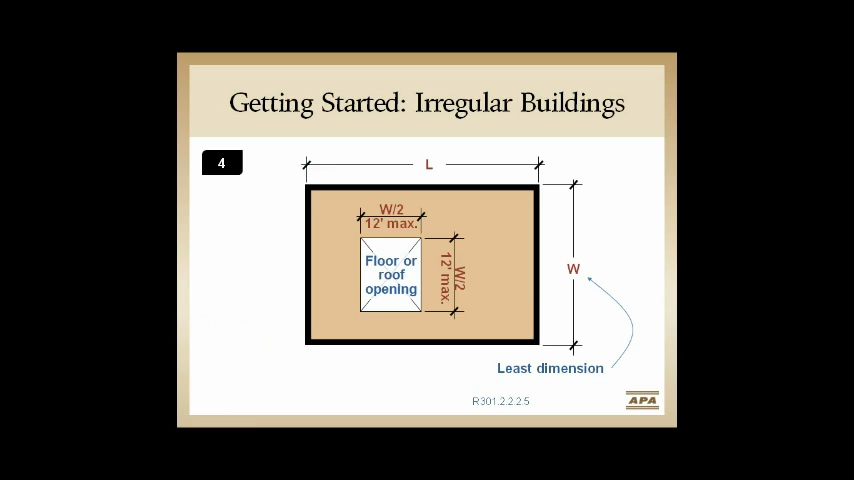 Getting Started: Irregular Buildings
4
L
W/2
12' max.
Floor or
roof
opening
W/2
12' max.
W
Least dimension
R301.2.2.2.5
APA